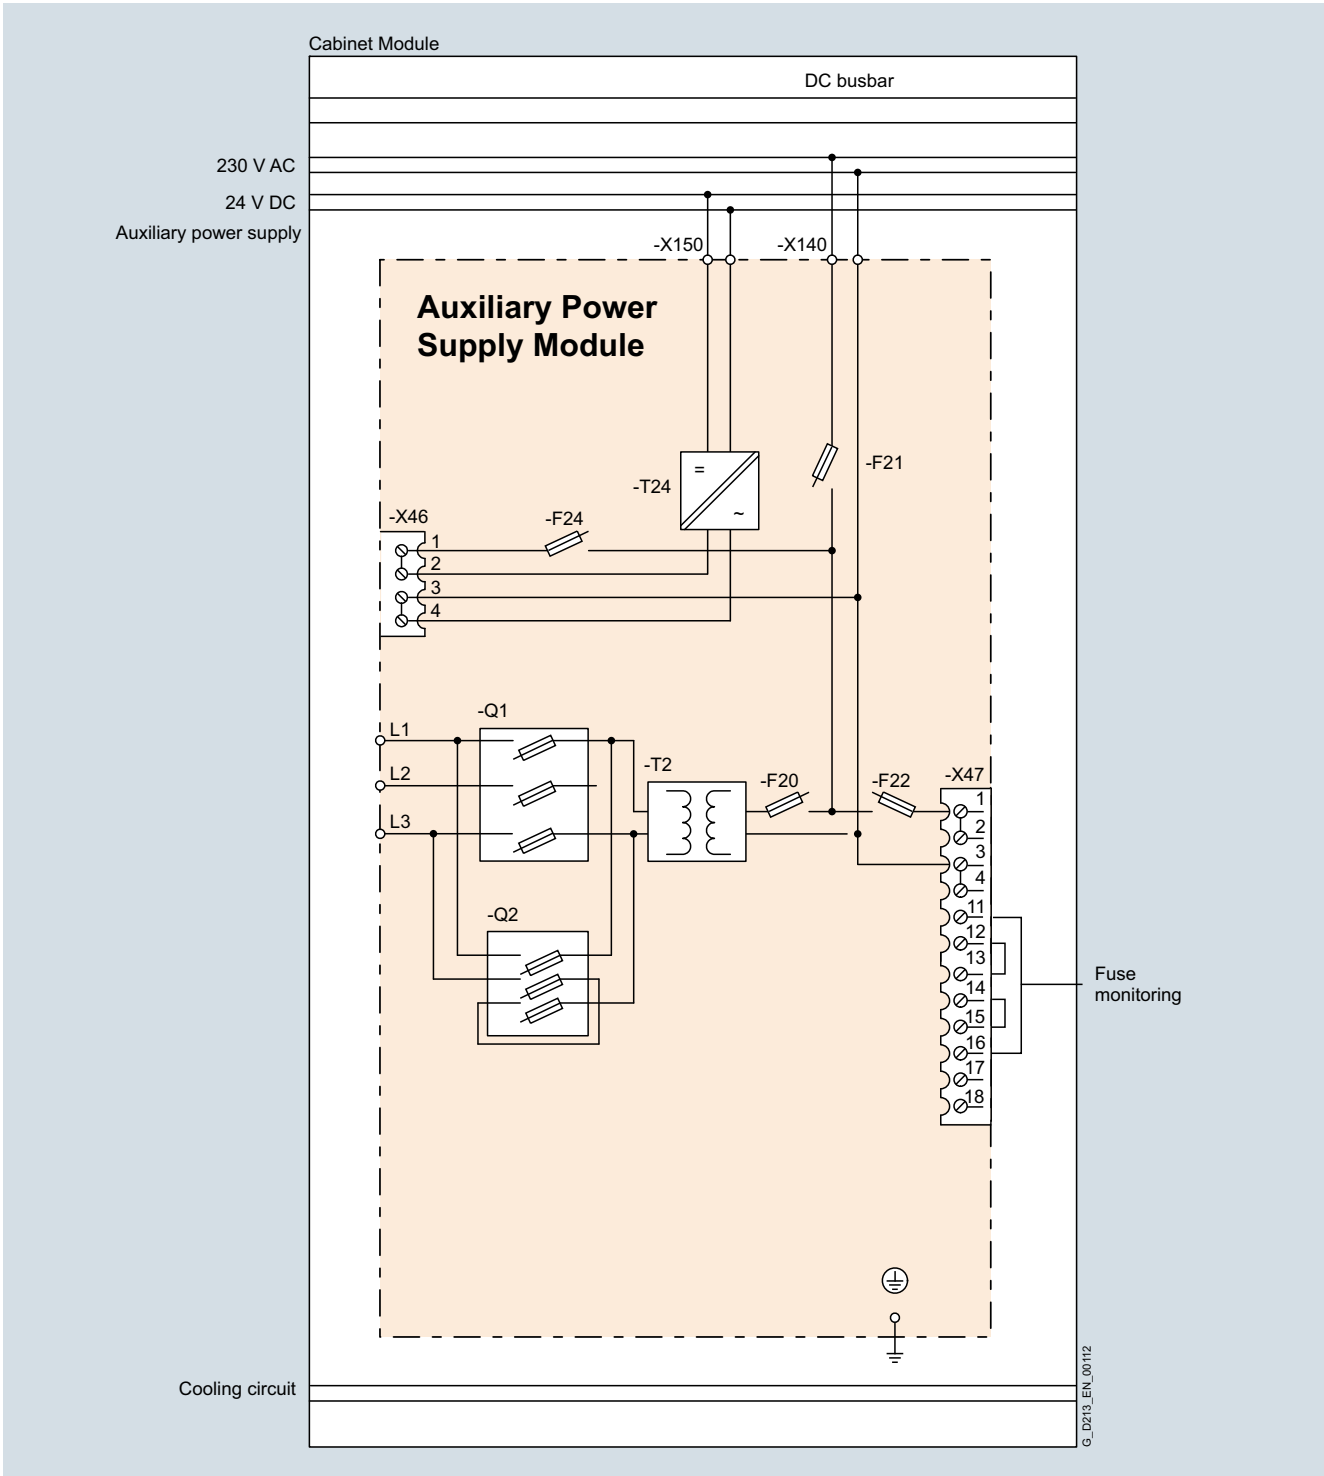 Cabinet Module
DC busbar
230 V AC
24 V DC
Auxiliary power supply
-X150
-X140
Auxiliary Power
Supply Module
=
~
-T24
-F21
-X46
-F24
1
2
3
4
-Q1
L1
L2
L3
-T2
-F20
-F22
-X47
1
2
3
4
11
12
13
14
15
16
17
18
-Q2
Fuse
monitoring
Cooling circuit
G_D213_EN_00112